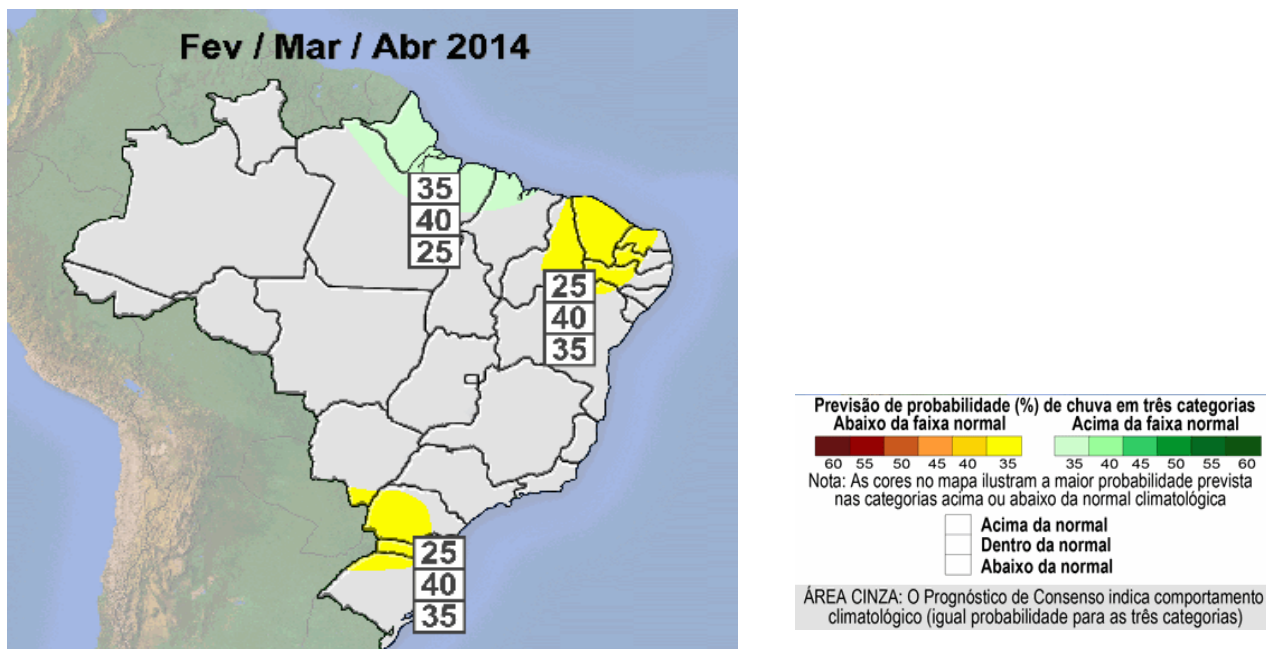 Fev / Mar / Abr 2014
35
40
25
25
40
35
25
40
35
Previsão de probabilidade (%) de chuva em três categorias
Abaixo da faixa normal Acima da faixa normal
60 55 50 45 40 35 35 40 45 50 55 60
Nota: As cores no mapa ilustram a maior probabilidade prevista
nas categorias acima ou abaixo da normal climatológica
Acima da normal
Dentro da normal
Abaixo da normal
ÁREA CINZA: O Prognóstico de Consenso indica comportamento
climatológico (igual probabilidade para as três categorias)